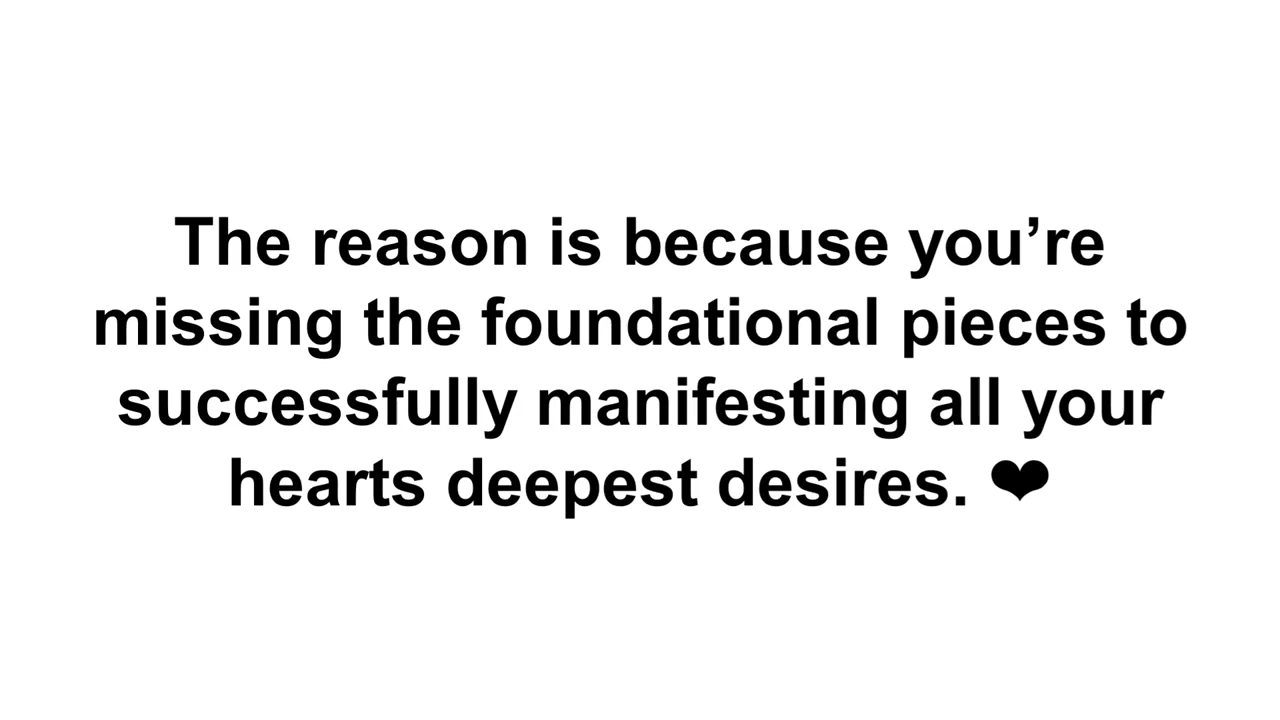 The reason is because you’re
missing the foundational pieces to
successfully manifesting all your
hearts deepest desires. ❤